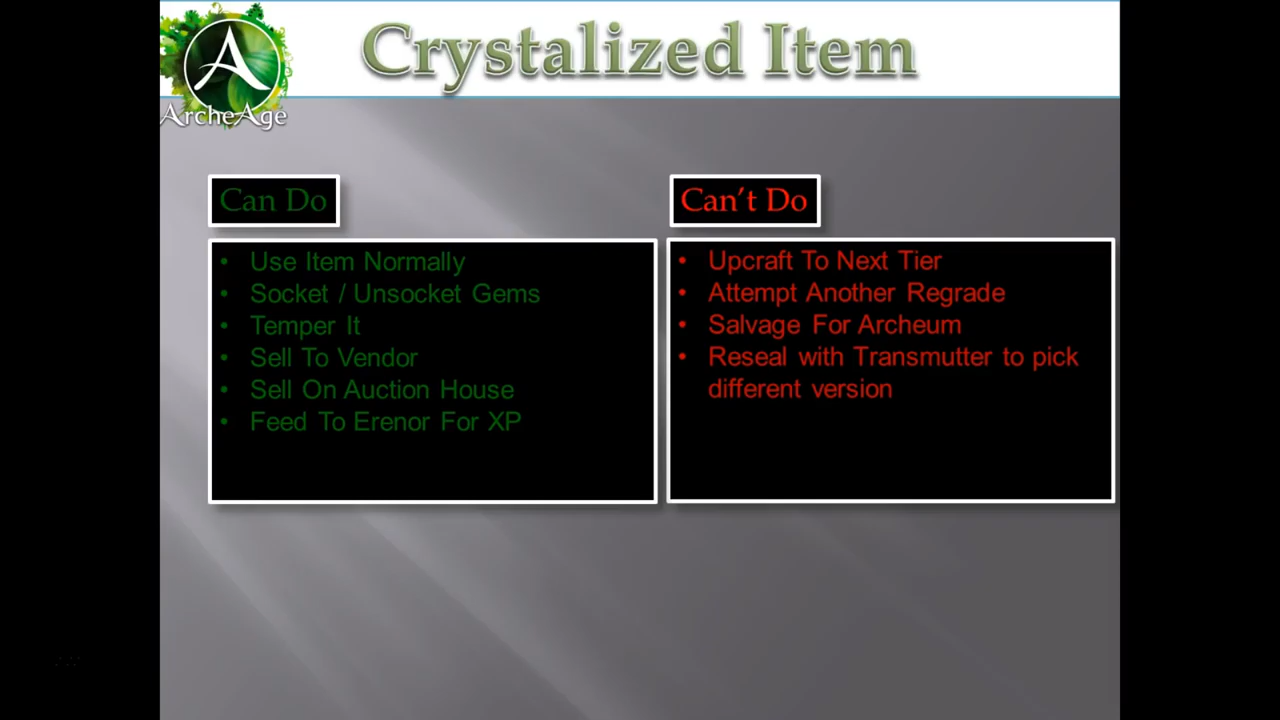 Crystalized Item
ArcheAge
Can Do
• Use Item Normally
• Socket / Unsocket Gems
• Temper It
• Sell To Vendor
• Sell On Auction House
• Feed To Erenor For XP
Can't Do
• Upcraft To Next Tier
• Attempt Another Regrade
• Salvage For Archeum
• Reseal with Transmutter to pick
different version